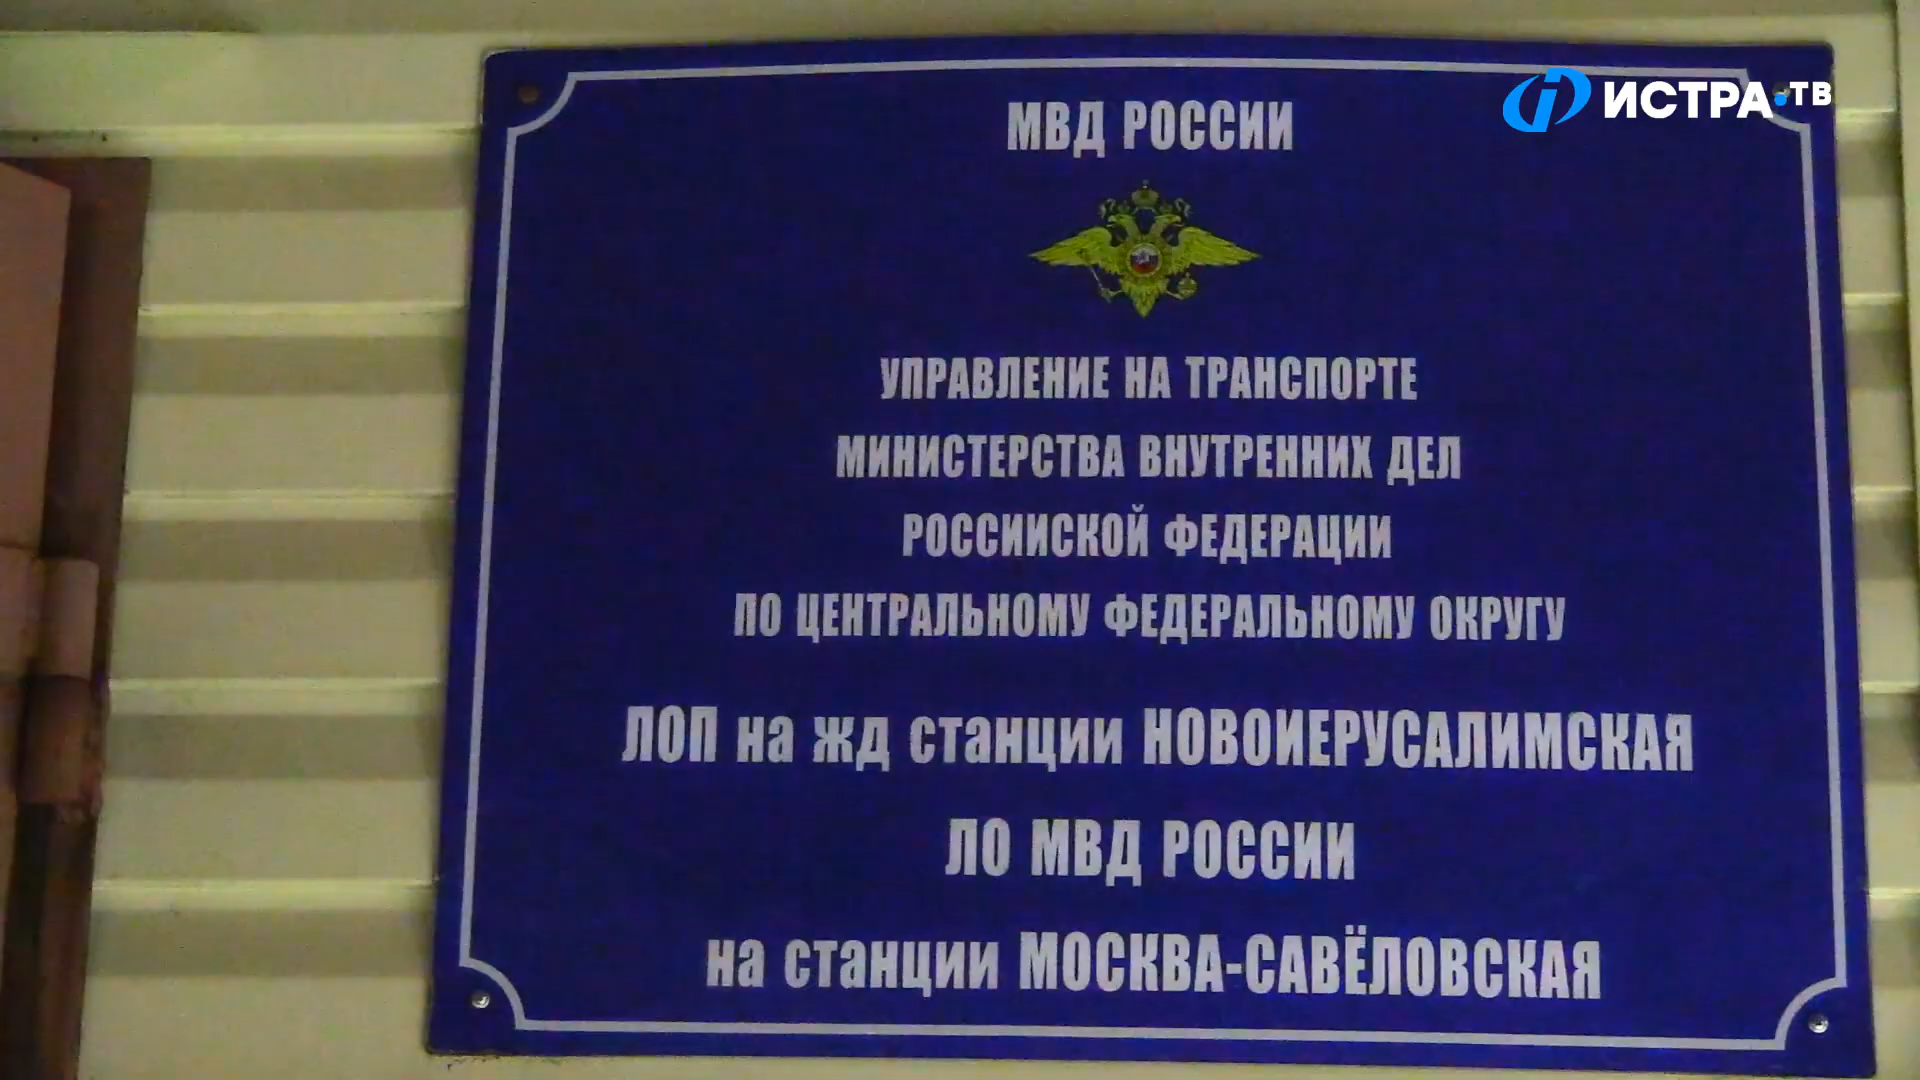 ИСТРА.ТВ
МВД РОССИИ
УПРАВЛЕНИЕ НА ТРАНСПОРТЕ
МИНИСТЕРСТВА ВНУТРЕННИХ ДЕЛ
РОССИИСКОЙ ФЕДЕРАЦИИ
ПО ЦЕНТРАЛЬНОМУ ФЕДЕРАЛЬНОМУ ОКРУГУ
ЛОП на жд станции НОВОИЕРУСАЛИМСКАЯ
ЛО МВД РОССИИ
на станции МОСКВА-САВЁЛОВСКАЯ